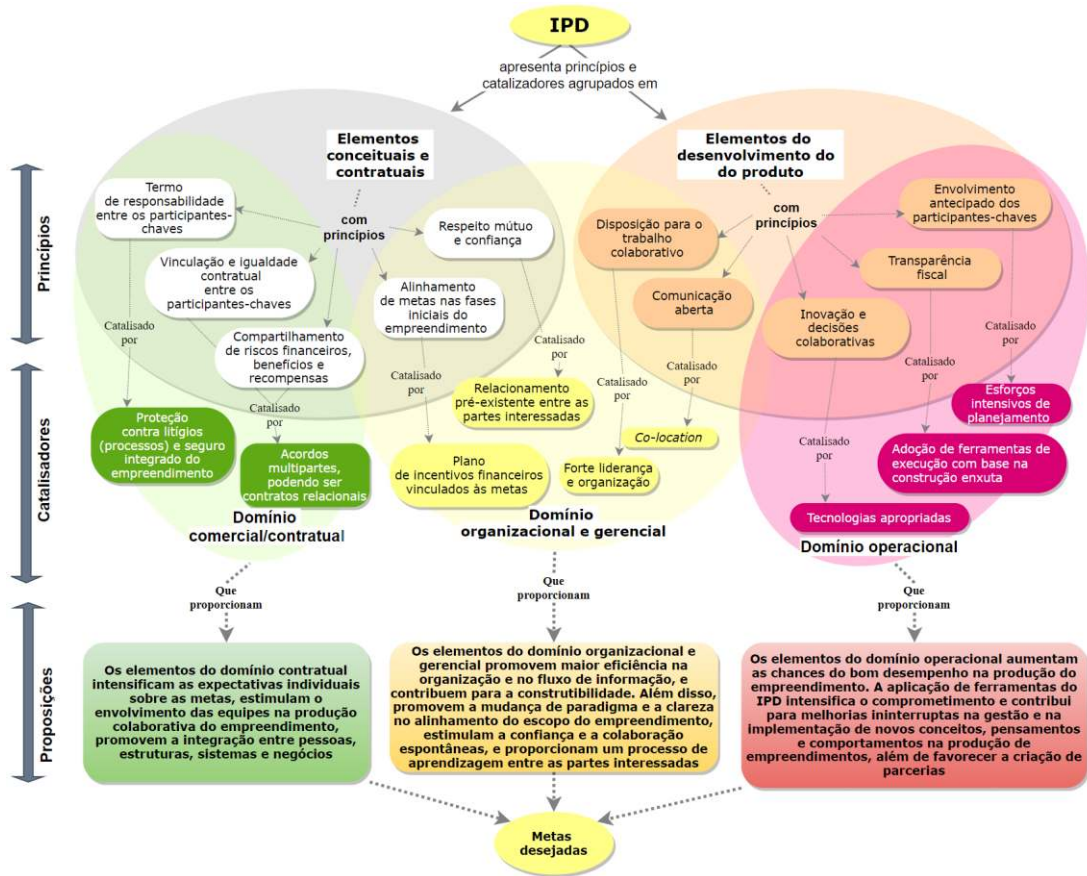 IPD
apresenta princípios e
catalizadores agrupados em
Elementos
conceituais e
contratuais
Elementos do
desenvolvimento do
do produto
Princípios
Termo
de responsabilidade
entre os participantes-
chaves
com
princípios
Respeito mútuo
e confiança
Vinculação e igualdade
contratual
entre os
participantes-chaves
Alinhamento
de metas nas fases
iniciais do
empreendimento
Compartilhamento
de riscos financeiros,
benefícios e
recompensas
Disposição para o
trabalho
colaborativo
com
princípios
Envolvimento
antecipado dos
participantes-chaves
Comunicação
aberta
Transparência
fiscal
Inovação e
decisões
colaborativas
Catalisadores
Catalisado
por
Catalisado
por
Catalisado
por
Catalisado
por
Catalisado
por
Catalisado
por
Catalisado
por
Catalisado
por
Catalisado
por
Proteção
contra litígios
(processos) e seguro
integrado do
empreendimento
Acordos
multipartes,
podendo ser
contratos relacionais
Domínio
comercial/contratual
Relacionamento
pré-existente entre as
partes interessadas
Plano
de incentivos financeiros
vinculados às metas
Co-location
Forte liderança
e organização
Domínio
organizacional e gerencial
Esforços
intensivos de
planejamento
Adoção de ferramentas de
execução com base na
construção enxuta
Tecnologias apropriadas
Domínio operacional
Que
proporcionam
Que
proporcionam
Que
proporcionam
Proposições
Os elementos do domínio contratual
intensificam as expectativas individuais
sobre as metas, estimulam o
envolvimento das equipes na produção
colaborativa do empreendimento,
promovem a integração entre pessoas,
estruturas, sistemas e negócios
Os elementos do domínio organizacional e
gerencial promovem maior eficiência na
organização e no fluxo de informação, e
contribuem para a construtibilidade. Além disso,
promovem a mudança de paradigma e a clareza
no alinhamento do escopo do empreendimento,
estimulam a confiança e a colaboração
espontâneas, e proporcionam um processo de
aprendizagem entre as partes interessadas
Os elementos do domínio operacional aumentam
as chances do bom desempenho na produção do
empreendimento. A aplicação de ferramentas do
IPD intensifica o comprometimento e contribui
para melhorias ininterruptas na gestão e na
implementação de novos conceitos, pensamentos
e comportamentos na produção de
empreendimentos, além de favorecer a criação de
parcerias
Metas
desejadas